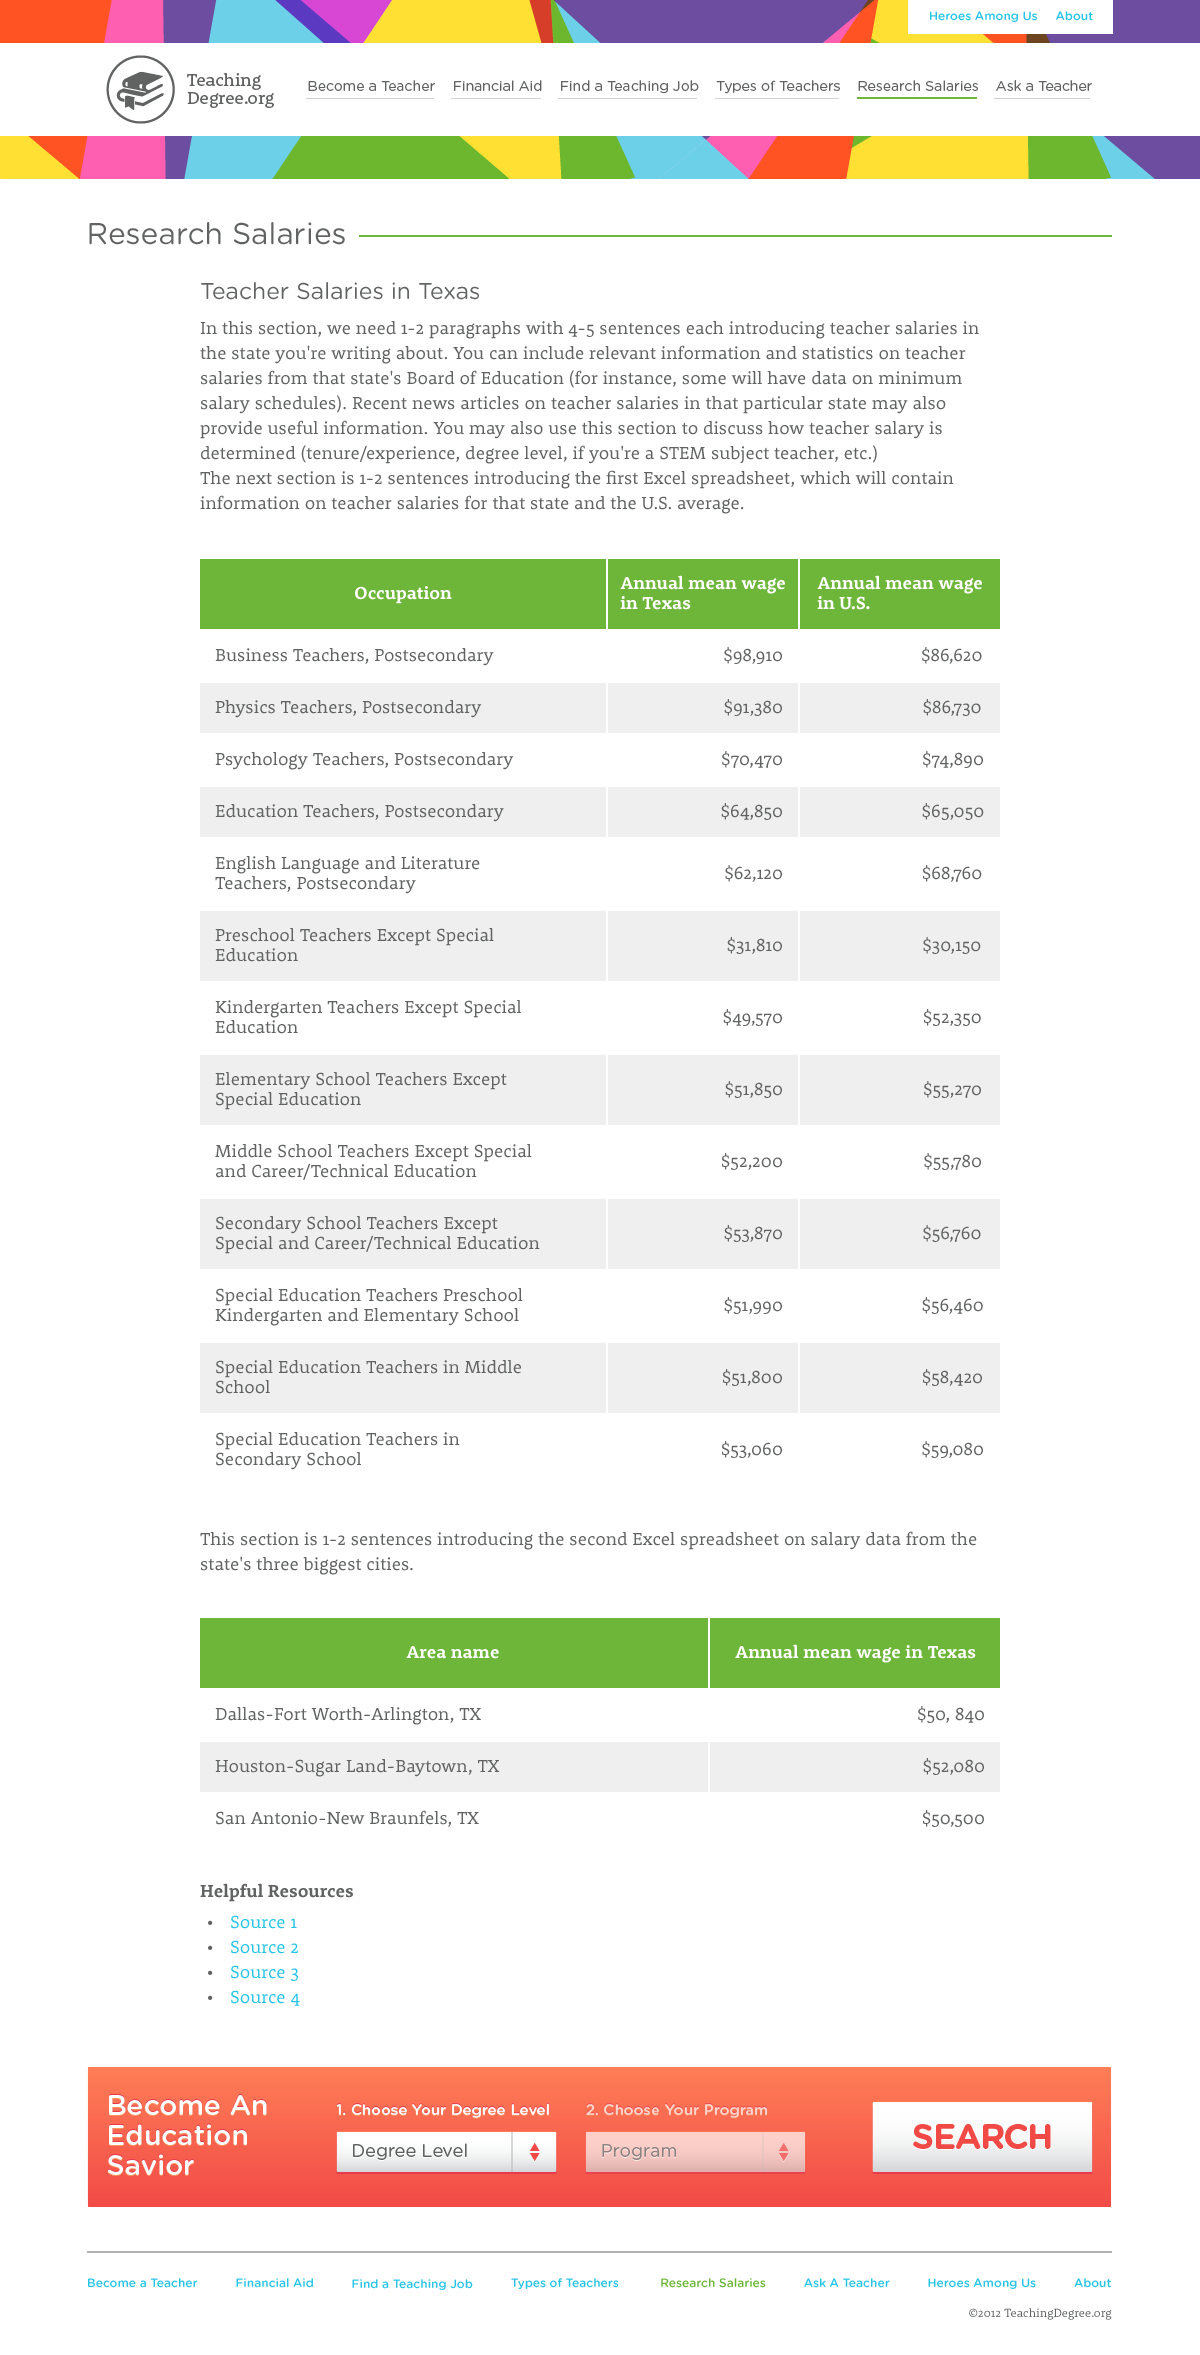 Heroes Among Us About
Teaching
Degree.org
Become a Teacher Financial Aid Find a Teaching Job Types of Teachers Research Salaries Ask a Teacher
Research Salaries
Teacher Salaries in Texas
In this section, we need 1-2 paragraphs with 4-5 sentences each introducing teacher salaries in
the state you're writing about. You can include relevant information and statistics on teacher
salaries from that state's Board of Education (for instance, some will have data on minimum
salary schedules). Recent news articles on teacher salaries in that particular state may also
provide useful information. You may also use this section to discuss how teacher salary is
determined (tenure/experience, degree level, if you're a STEM subject teacher, etc.)
The next section is 1-2 sentences introducing the first Excel spreadsheet, which will contain
information on teacher salaries for that state and the U.S. average.
Occupation
Annual mean wage
in Texas
Annual mean wage
in U.S.
Business Teachers, Postsecondary $98,910 $86,620
Physics Teachers, Postsecondary $91,380 $86,730
Psychology Teachers, Postsecondary $70,470 $74,890
Education Teachers, Postsecondary $64,850 $65,050
English Language and Literature
Teachers, Postsecondary
$62,120 $68,760
Preschool Teachers Except Special
Education
$31,810 $30,150
Kindergarten Teachers Except Special
Education
$49,570 $52,350
Elementary School Teachers Except
Special Education
$51,850 $55,270
Middle School Teachers Except Special
and Career/Technical Education
$52,200 $55,780
Secondary School Teachers Except
Special and Career/Technical Education
$53,870 $56,760
Special Education Teachers Preschool
Kindergarten and Elementary School
$51,990 $56,460
Special Education Teachers in Middle
School
$51,800 $58,420
Special Education Teachers in
Secondary School
$53,060 $59,080
This section is 1-2 sentences introducing the second Excel spreadsheet on salary data from the
state's three biggest cities.
Area name Annual mean wage in Texas
Dallas-Fort Worth-Arlington, TX $50, 840
Houston-Sugar Land-Baytown, TX $52,080
San Antonio-New Braunfels, TX $50,500
Helpful Resources
• Source 1
• Source 2
• Source 3
• Source 4
Become An
Education
Savior
1. Choose Your Degree Level
Degree Level
2. Choose Your Program
Program
SEARCH
Become a Teacher Financial Aid Find a Teaching Job Types of Teachers Research Salaries Ask A Teacher Heroes Among Us About
©2012 TeachingDegree.org